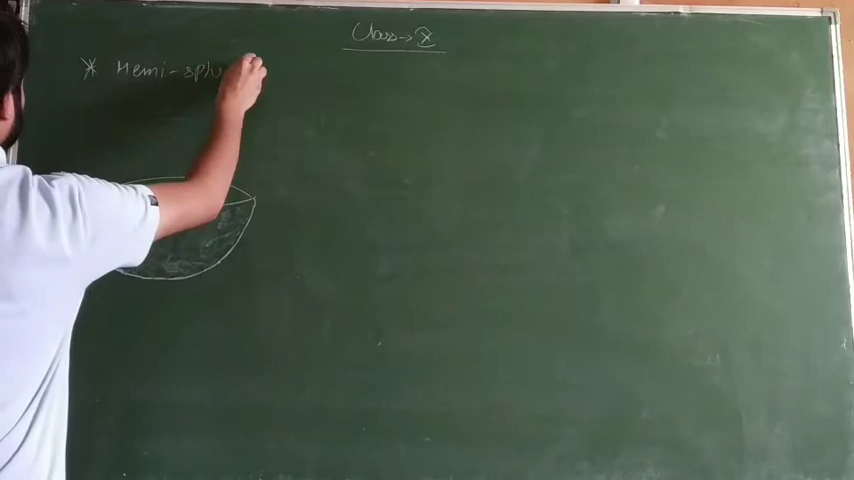 Class → X
* Hemi-sph